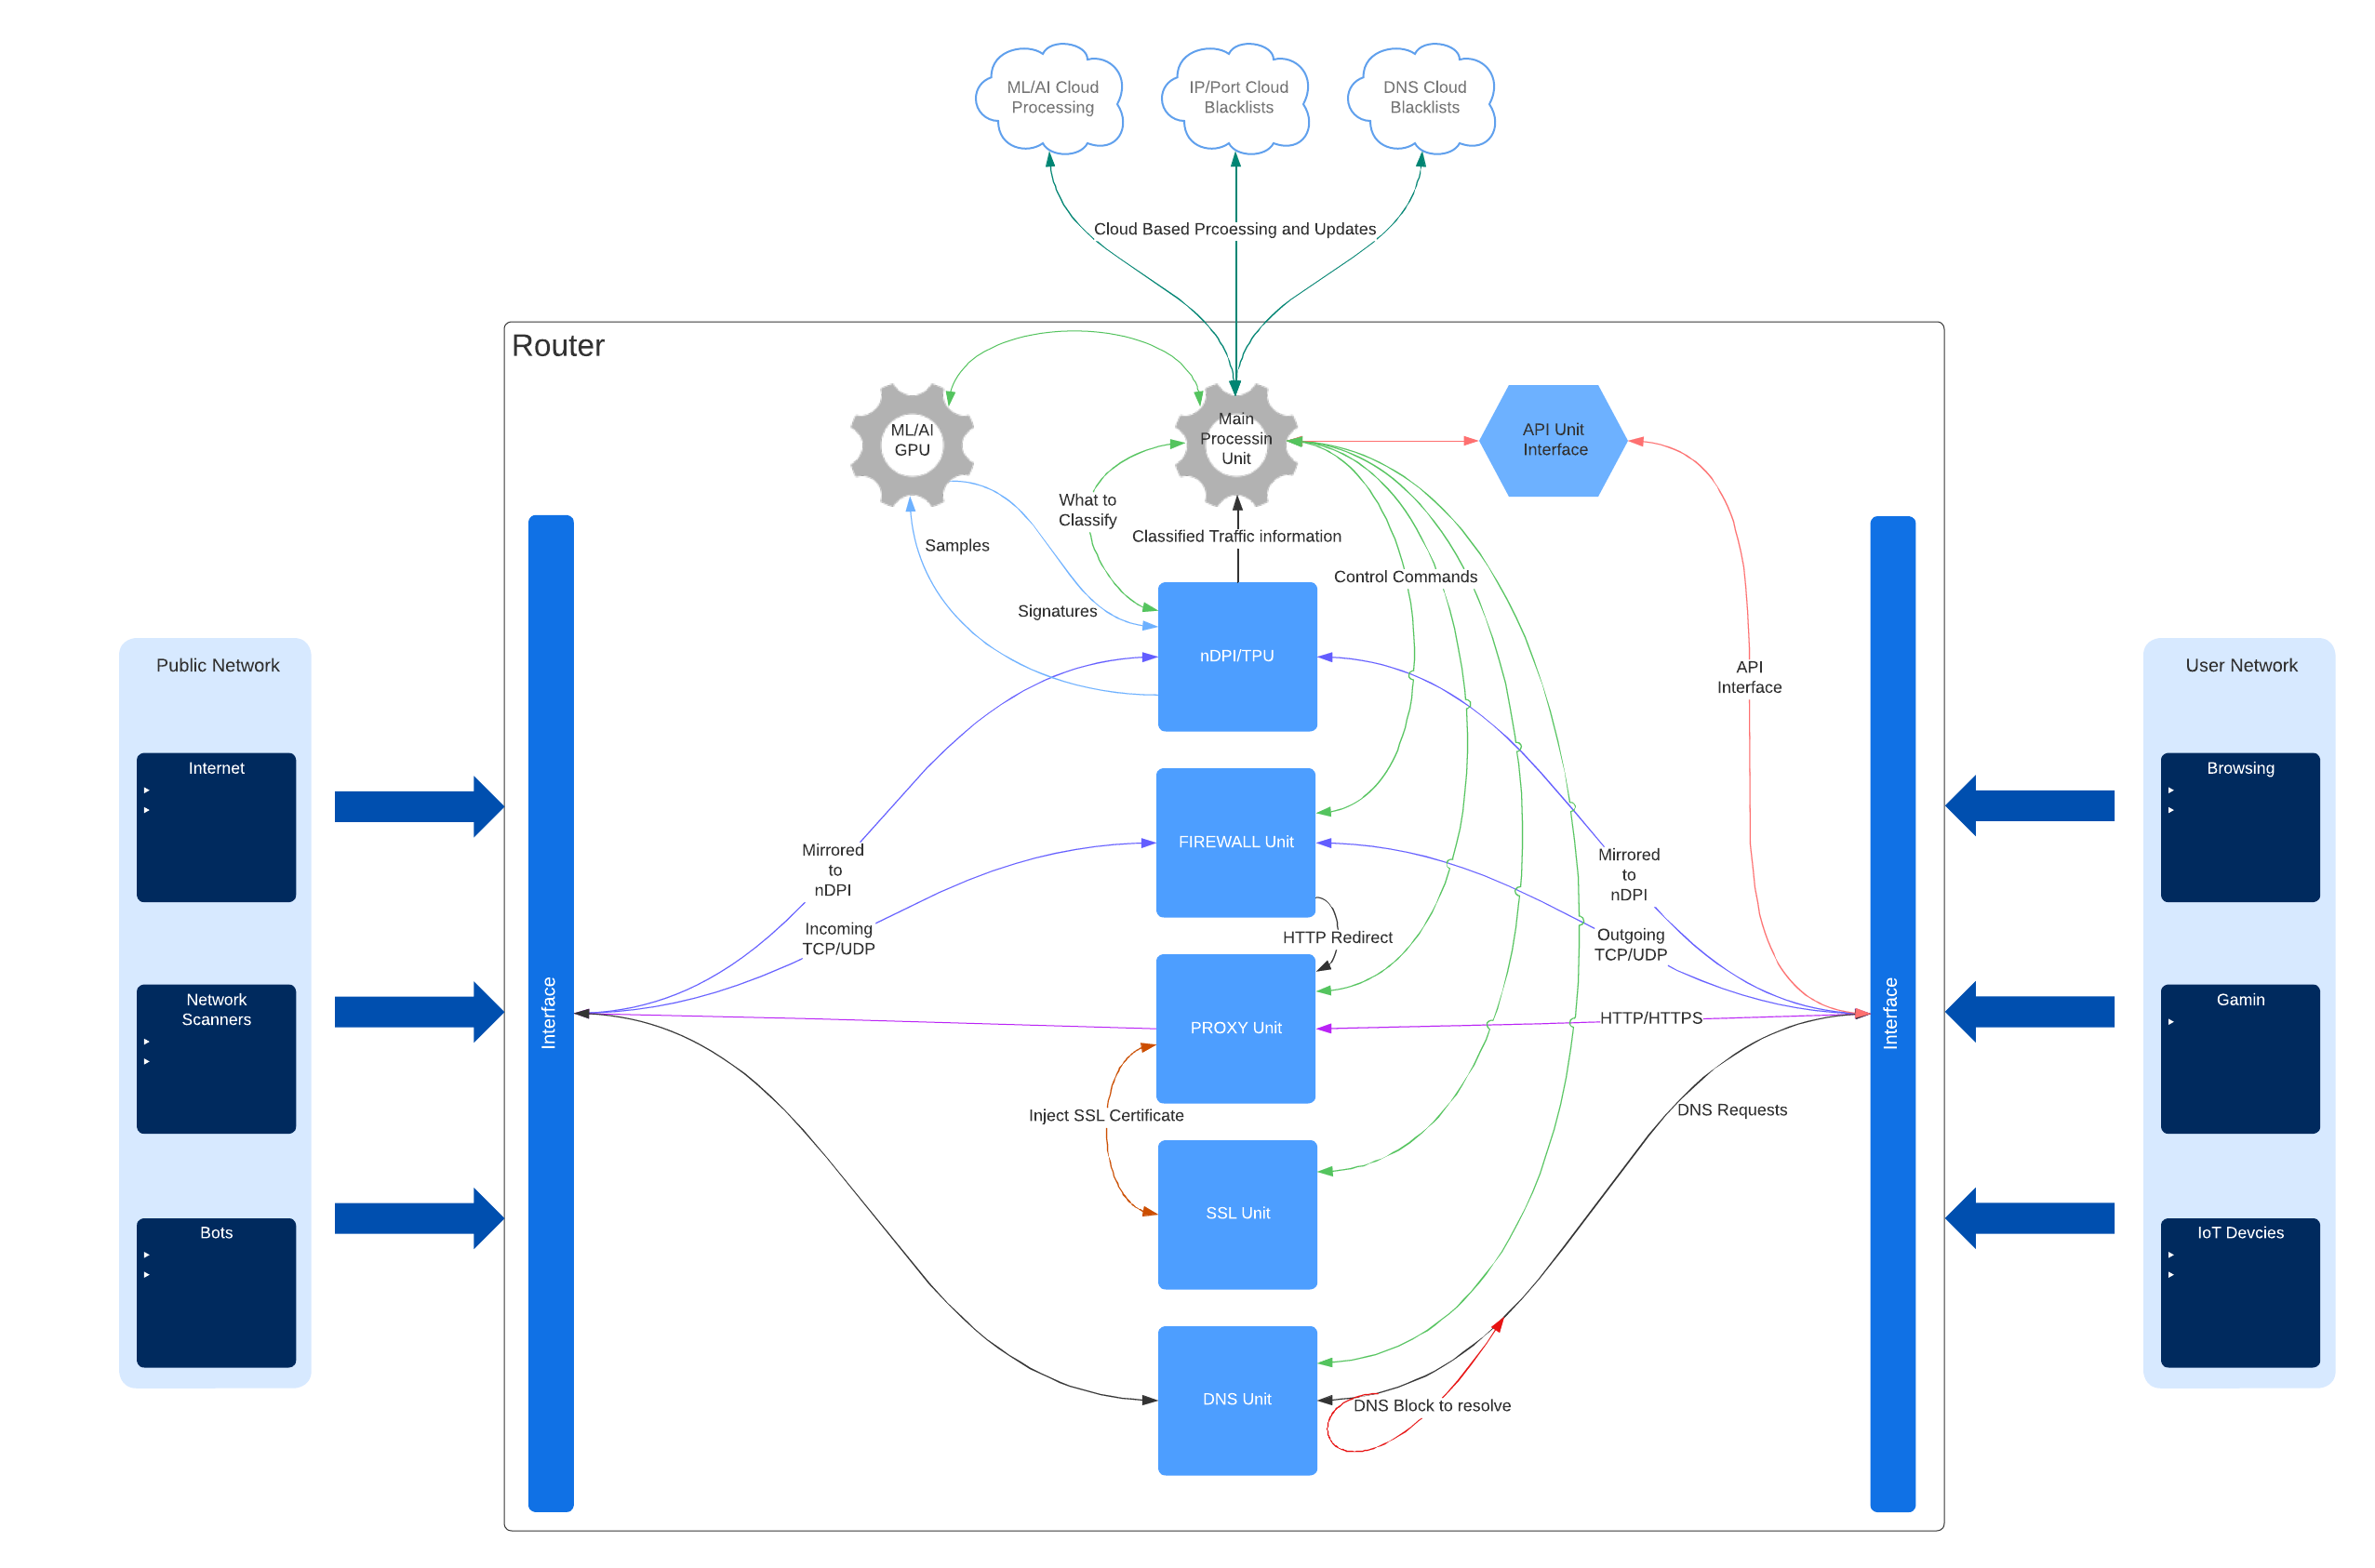 ML/AI Cloud
Processing
IP/Port Cloud
Blacklists
DNS Cloud
Blacklists
Cloud Based Prcoessing and Updates
Router
ML/AI
GPU
Main
Processin
Unit
API Unit
Interface
What to
Classify
Samples
Classified Traffic information
Control Commands
Signatures
nDPI/TPU
API
Interface
Public Network
User Network
Internet
Browsing
FIREWALL Unit
Mirrored
to
nDPI
Mirrored
to
nDPI
Incoming
TCP/UDP
HTTP Redirect
Outgoing
TCP/UDP
Network
Scanners
Gamin
Interface
PROXY Unit
HTTP/HTTPS
Interface
Inject SSL Certificate
DNS Requests
SSL Unit
Bots
IoT Devcies
DNS Unit
DNS Block to resolve